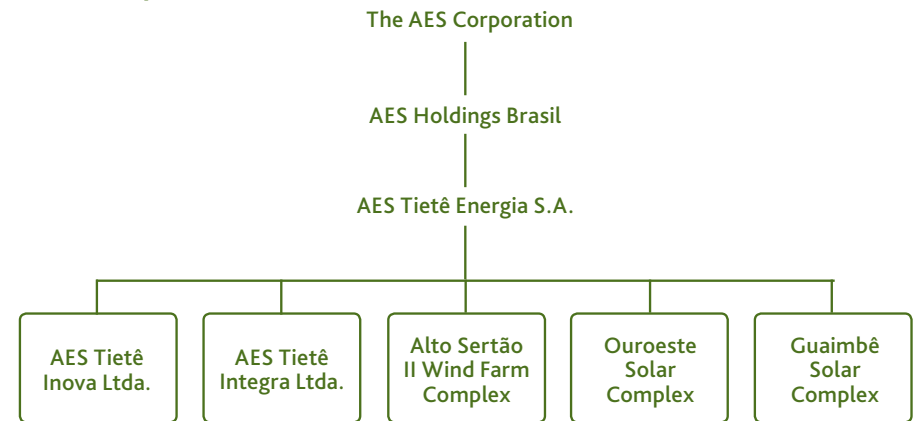 The AES Corporation
AES Holdings Brasil
AES Tietê Energia S.A.
AES Tietê
Inova Ltda.
AES Tietê
Integra Ltda.
Alto Sertão
II Wind Farm
Complex
Ouroeste
Solar
Complex
Guaimbê
Solar
Complex